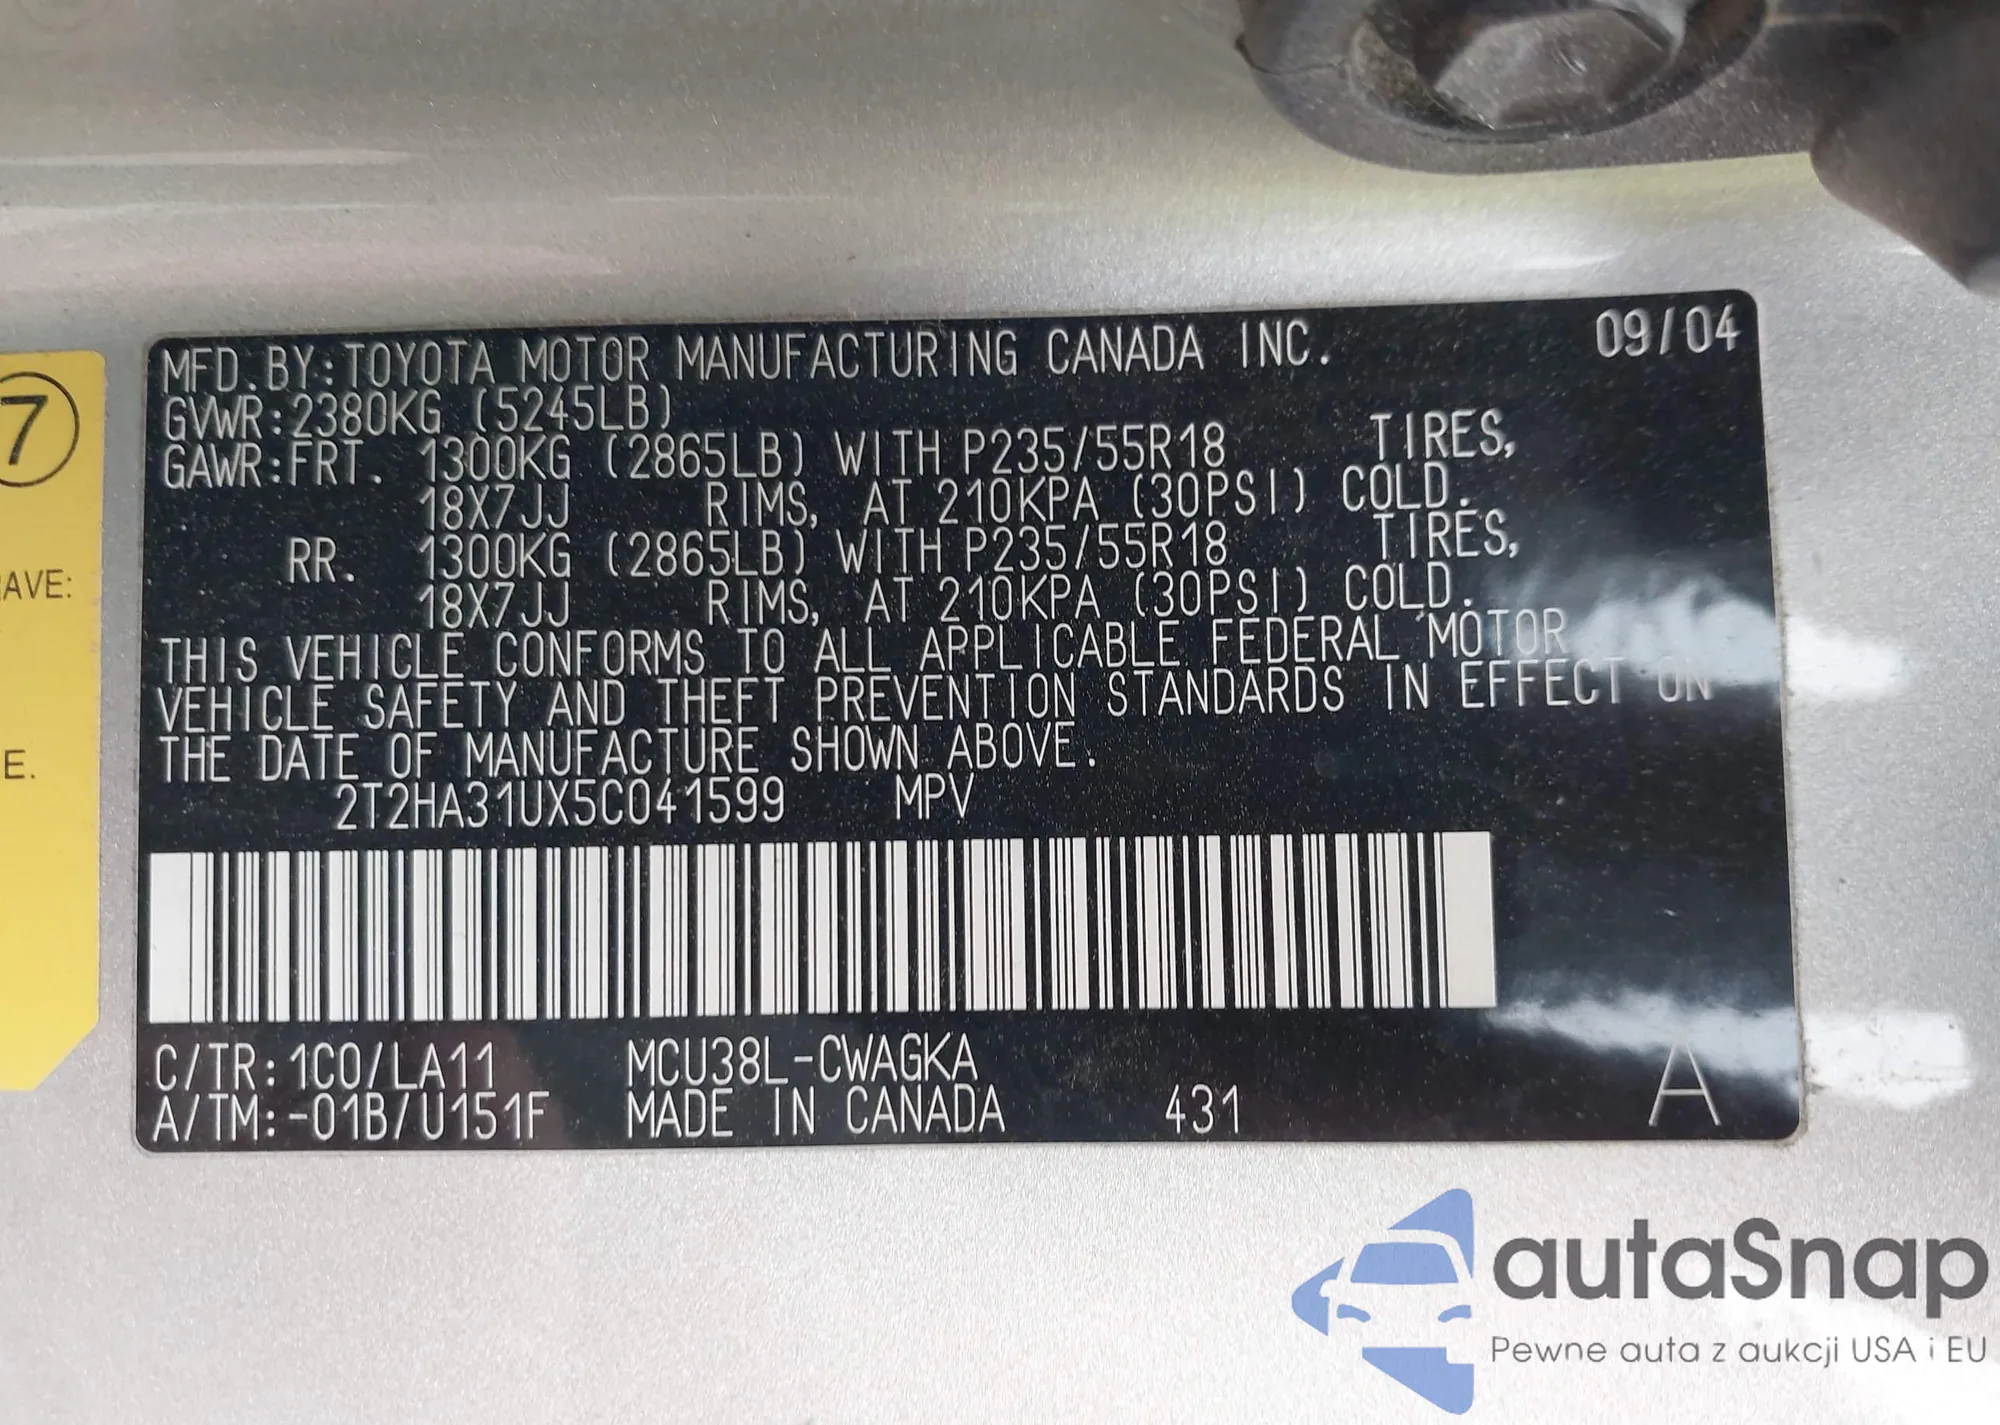 7
AVE:
E.
MFD.BY:TOYOTA MOTOR MANUFACTURING CANADA INC. 09/04
GVWR:2380KG (5245LB)
GAWR:FRT. 1300KG (2865LB) WITH P235/55R18 TIRES,
18X7JJ RIMS, AT 210KPA (30PSI) COLD.
RR. 1300KG (2865LB) WITH P235/55R18 TIRES,
18X7JJ RIMS, AT 210KPA (30PSI) COLD.
THIS VEHICLE CONFORMS TO ALL APPLICABLE FEDERAL MOTOR
VEHICLE SAFETY AND THEFT PREVENTION STANDARDS IN EFFECT ON
THE DATE OF MANUFACTURE SHOWN ABOVE.
2T2HA31UX5C041599 MPV
C/TR:1C0/LA11 MCU38L-CWAGKA
A/TM:-01B/U151F MADE IN CANADA 431 A
autaSnap
Pewne auta z aukcji USA i EU